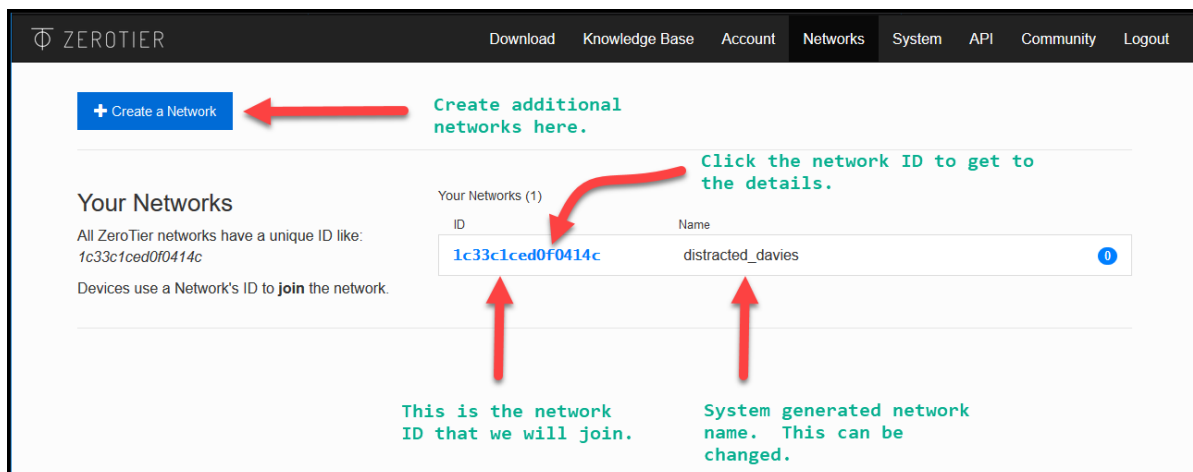 ZEROTIER Download Knowledge Base Account Networks System API Community Logout
+ Create a Network
Create additional
networks here.
Click the network ID to get to
the details.
Your Networks
All ZeroTier networks have a unique ID like:
1c33c1ced0f0414c
Devices use a Network's ID to join the network.
Your Networks (1)
ID Name
1c33c1ced0f0414c distracted_davies 0
This is the network
ID that we will join.
System generated network
name. This can be
changed.